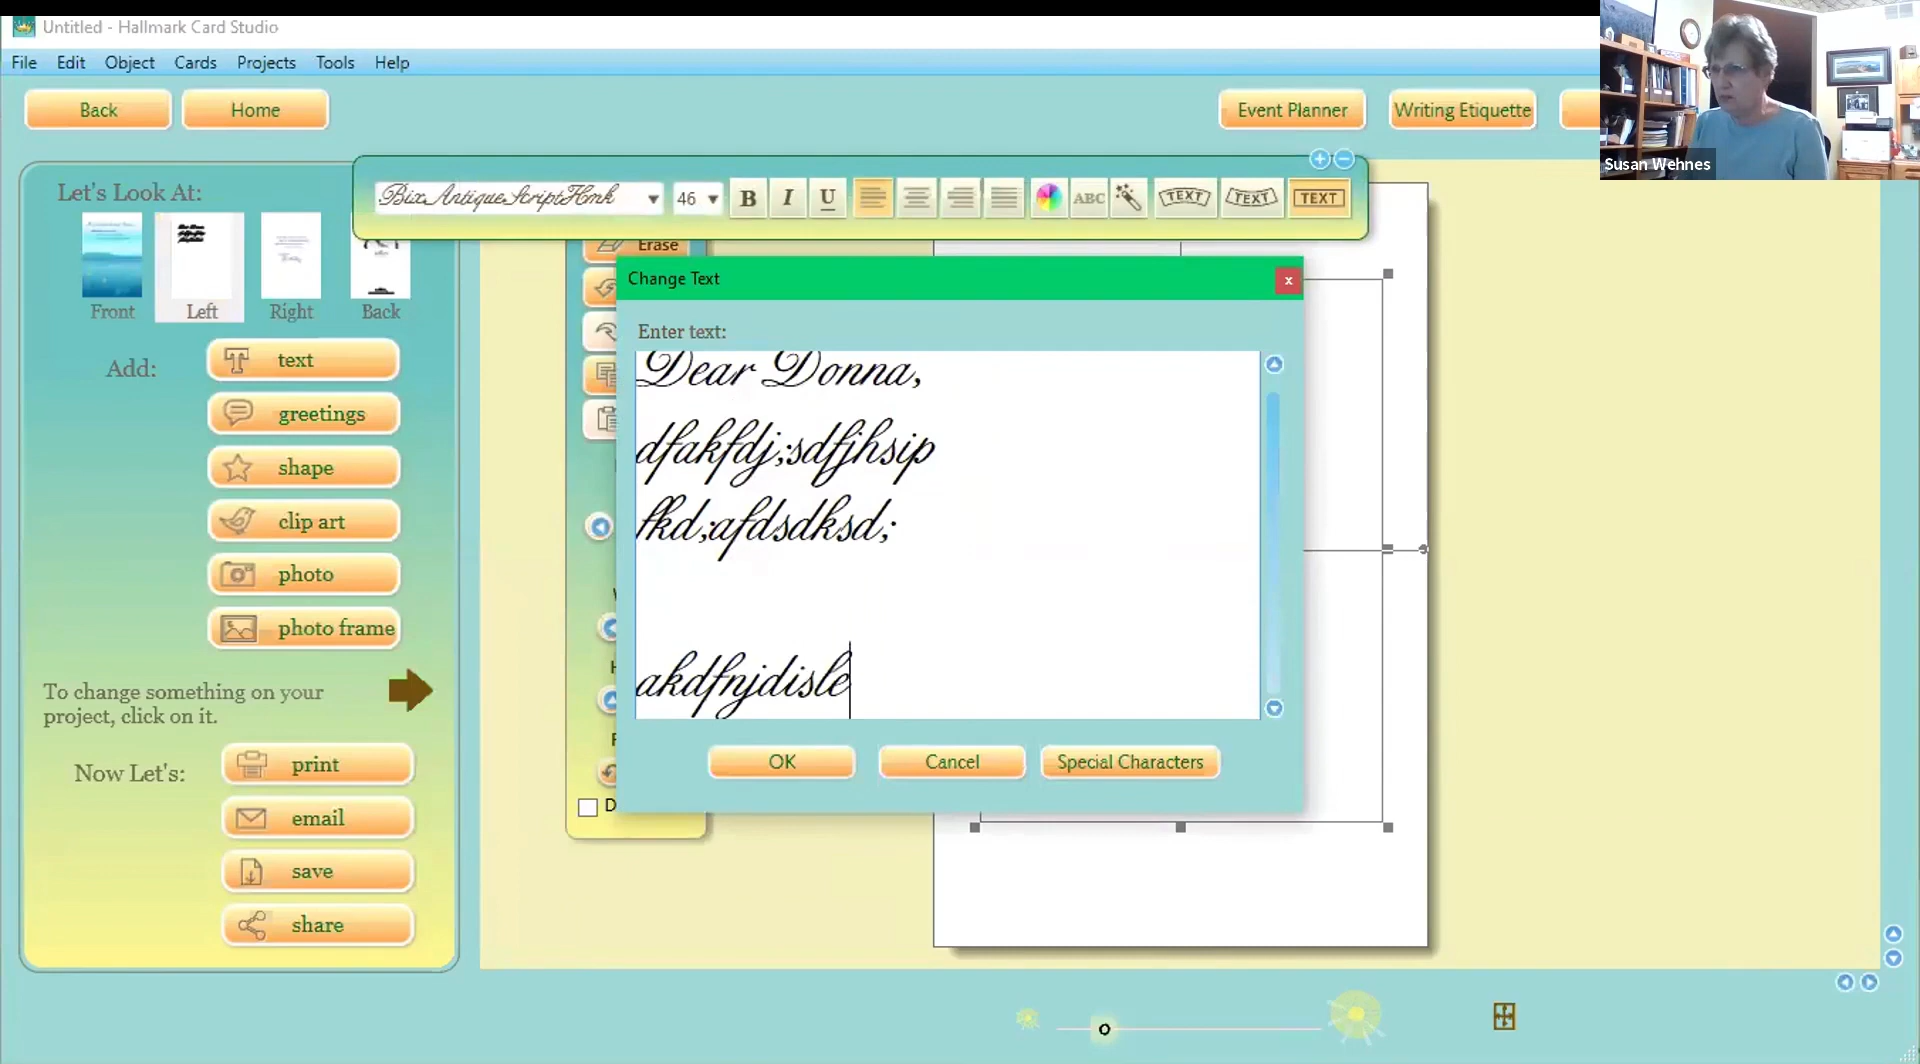 Untitled - Hallmark Card Studio
File Edit Object Cards Projects Tools Help
Back Home Event Planner Writing Etiquette
Susan Wehnes
Let's Look At:
BixAntiqueScriptHmk 46 B I U ABC TEXT TEXT TEXT
Front Left Right Back
Erase
Change Text x
Enter text:
Dear Donna,
dfakfdj;sdfjhsip
fkd;afdsdksd;
akdfnjdisle
OK Cancel Special Characters
D
Add:
text
greetings
shape
clip art
photo
photo frame
To change something on your
project, click on it.
Now Let's:
print
email
save
share